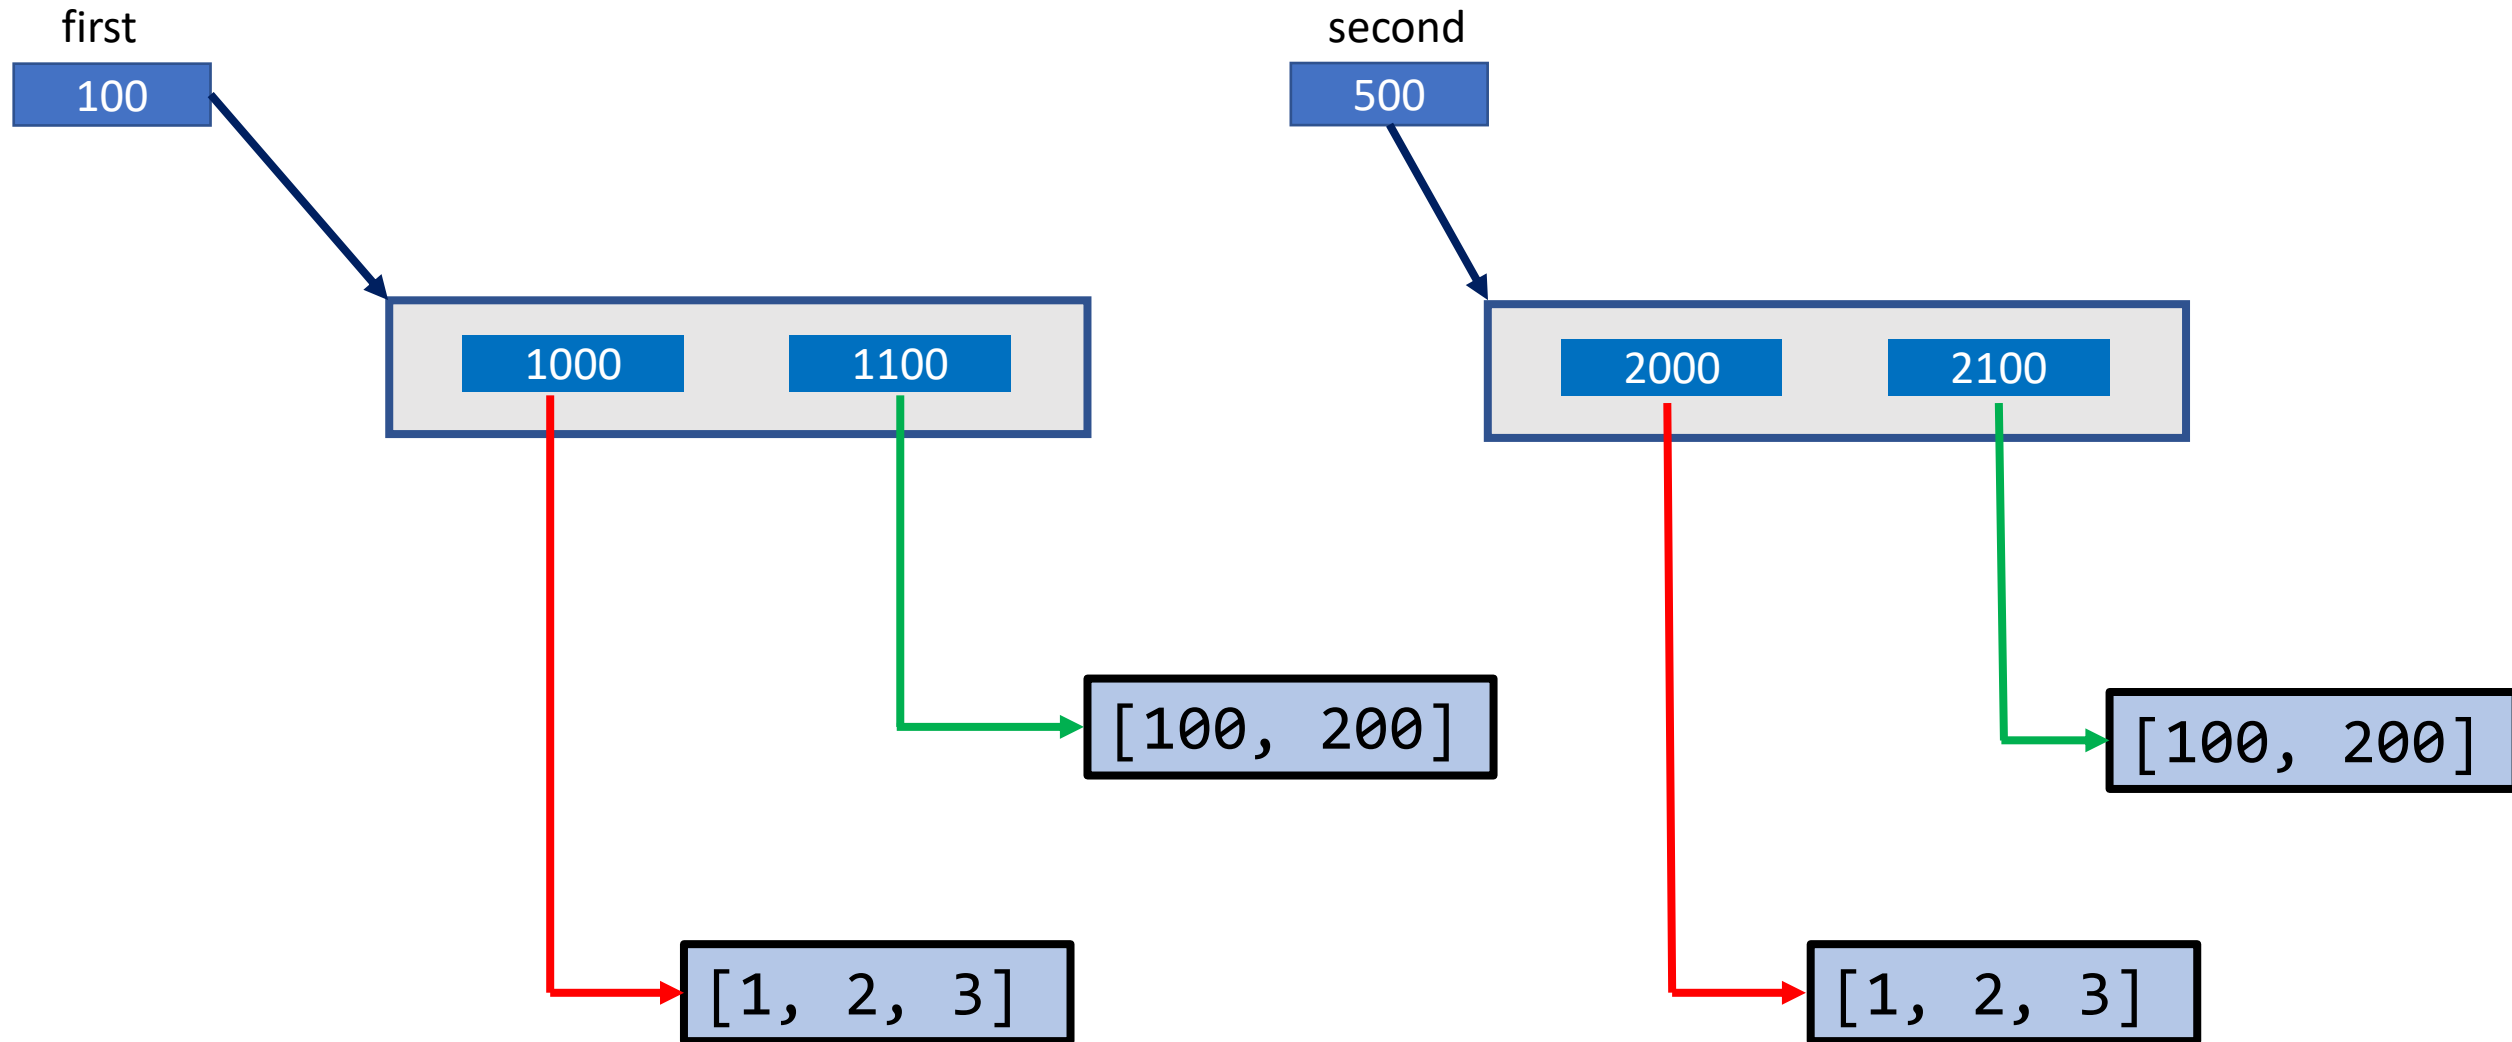 first
second
100
500
1000
1100
2000
2100
[100, 200]
[100, 200]
[1, 2, 3]
[1, 2, 3]